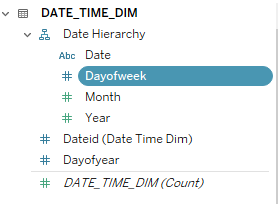 DATE_TIME_DIM
Date Hierarchy
Abc Date
Dayofweek
Month
Year
Dateid (Date Time Dim)
Dayofyear
DATE_TIME_DIM (Count)